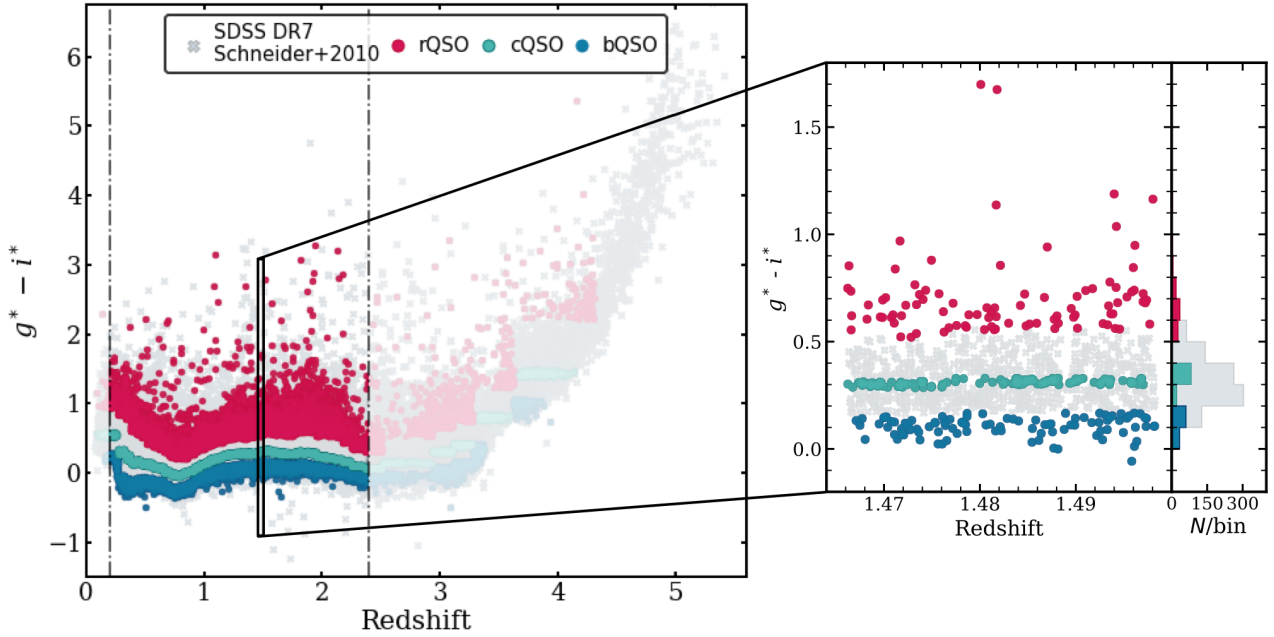 SDSS DR7
Schneider+2010
rQSO
cQSO
bQSO
g* − i*
6
5
4
3
2
1
0
−1
0 1 2 3 4 5
Redshift
g* - i*
1.5
1.0
0.5
0.0
1.47 1.48 1.49
Redshift
0 150 300
N/bin